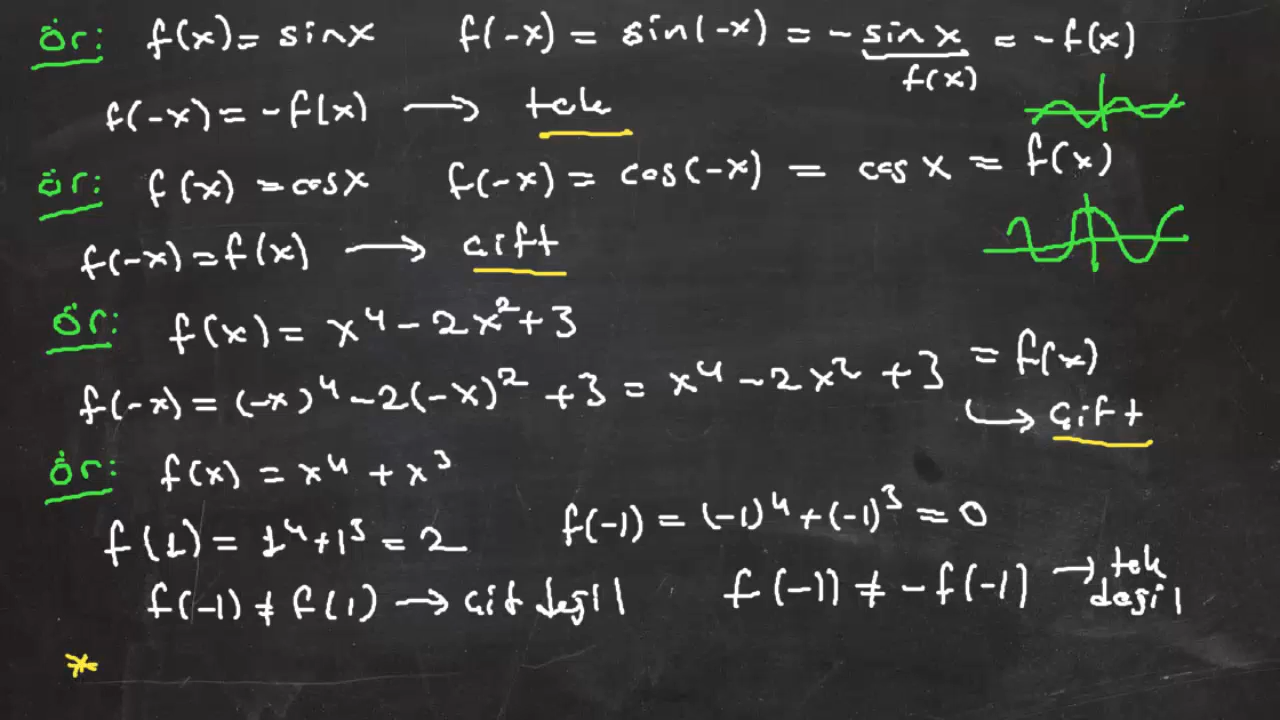 ör: f(x) = sinx f(-x) = sin(-x) = - sin x = -f(x)
f(x)
f(-x) = -f(x) → tek
ör: f(x) = cosx f(-x) = cos(-x) = cos x = f(x)
f(-x) = f(x) → çift
ör: f(x) = x⁴ - 2x² + 3
f(-x) = (-x)⁴ - 2(-x)² + 3 = x⁴ - 2x² + 3 = f(x)
↳ çift
ör: f(x) = x⁴ + x³
f(1) = 1⁴ + 1³ = 2 f(-1) = (-1)⁴ + (-1)³ = 0
f(-1) ≠ f(1) → çift değil f(-1) ≠ -f(-1) → tek değil
*